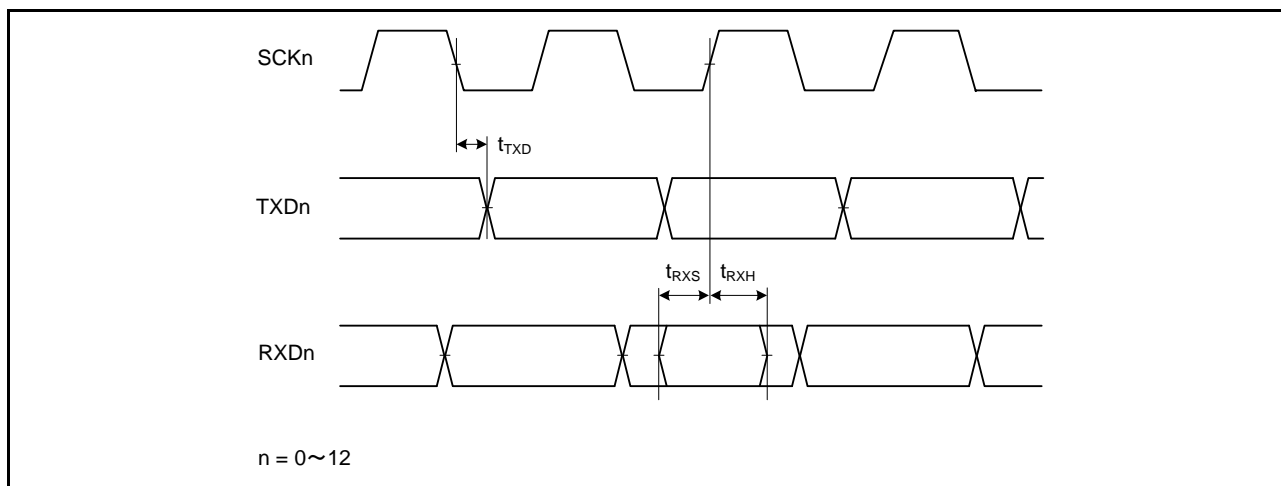 SCKn
tTXD
TXDn
tRXS tRXH
RXDn
n = 0～12